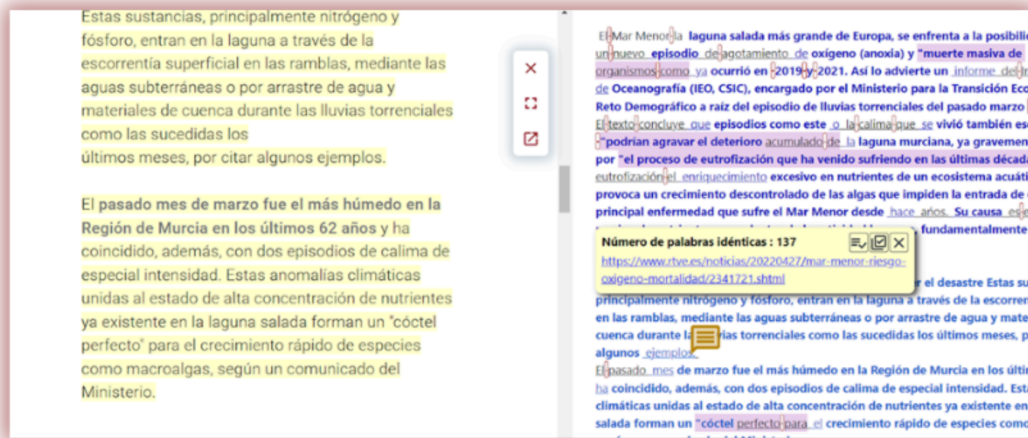 Estas sustancias, principalmente nitrógeno y
fósforo, entran en la laguna a través de la
escorrentía superficial en las ramblas, mediante las
aguas subterráneas o por arrastre de agua y
materiales de cuenca durante las lluvias torrenciales
como las sucedidas los
últimos meses, por citar algunos ejemplos.
El pasado mes de marzo fue el más húmedo en la
Región de Murcia en los últimos 62 años y ha
coincidido, además, con dos episodios de calima de
especial intensidad. Estas anomalías climáticas
unidas al estado de alta concentración de nutrientes
ya existente en la laguna salada forman un "cóctel
perfecto" para el crecimiento rápido de especies
como macroalgas, según un comunicado del
Ministerio.
El Mar Menor la laguna salada más grande de Europa, se enfrenta a la
un nuevo episodio de agotamiento de oxígeno (anoxia) y "muerte masiva de
organismos como ya ocurrió en 2019 y 2021. Así lo advierte un informe del
de Oceanografía (IEO, CSIC), encargado por el Ministerio para la Transición
Reto Demográfico a raíz del episodio de lluvias torrenciales del pasado marzo
El texto concluye que episodios como este o la calima que se vivió también
"podrían agravar el deterioro acumulado de la laguna murciana, ya
por "el proceso de eutrofización que ha venido sufriendo en las últimas
eutrofización el enriquecimiento excesivo en nutrientes de un ecosistema
provoca un crecimiento descontrolado de las algas que impiden la entrada de
principal enfermedad que sufre el Mar Menor desde hace años. Su causa
fundamentalmente
Número de palabras idénticas : 137
https://www.rtve.es/noticias/20220427/mar-menor-riesgo-
oxigeno-mortalidad/2341721.shtml
el desastre Estas
principalmente nitrógeno y fósforo, entran en la laguna a través de la
en las ramblas, mediante las aguas subterráneas o por arrastre de agua y
cuenca durante torrenciales como las sucedidas los últimos meses,
algunos ejemplos.
El pasado mes de marzo fue el más húmedo en la Región de Murcia en los
ha coincidido, además, con dos episodios de calima de especial intensidad.
climáticas unidas al estado de alta concentración de nutrientes ya existente en
salada forman un "cóctel perfecto para el crecimiento rápido de especies